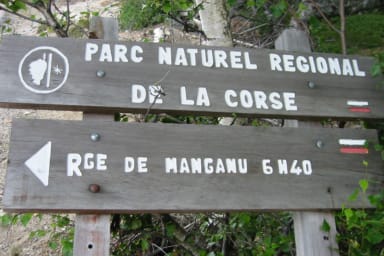 PARC NATUREL REGIONAL
DE LA CORSE
RGE DE MANGANU 6H40